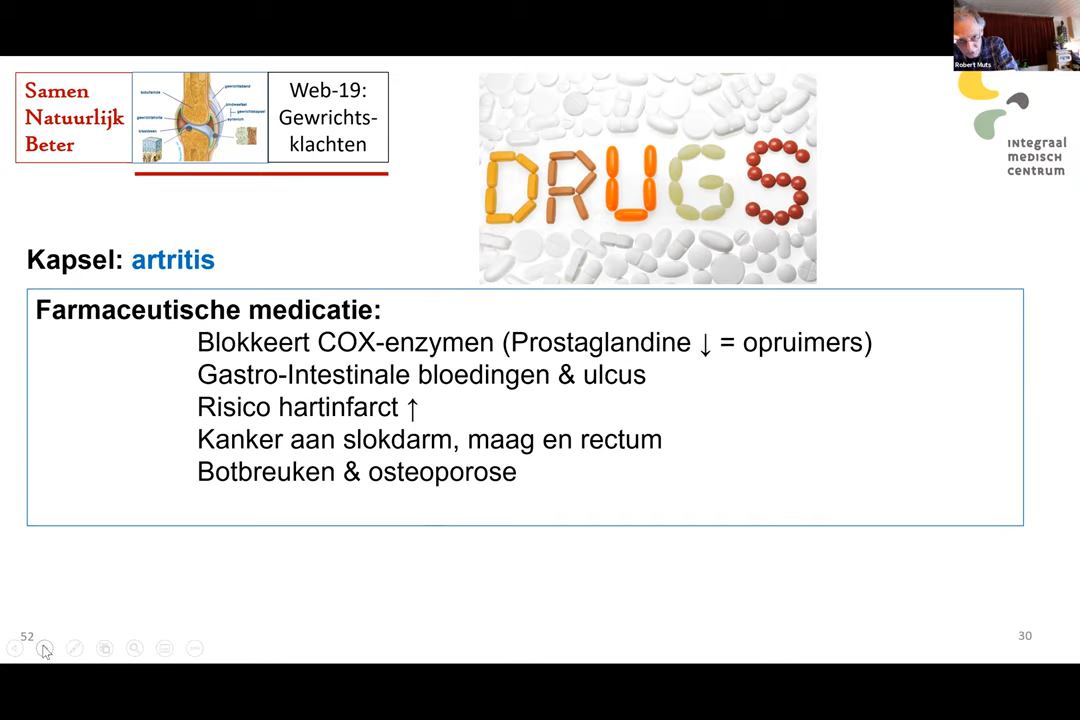 Robert Muts
Samen
Natuurlijk
Beter
Web-19:
Gewrichts-
klachten
DRUGS
INTEGRAAL
MEDISCH
CENTRUM
Kapsel: artritis
Farmaceutische medicatie:
Blokkeert COX-enzymen (Prostaglandine ↓ = opruimers)
Gastro-Intestinale bloedingen & ulcus
Risico hartinfarct ↑
Kanker aan slokdarm, maag en rectum
Botbreuken & osteoporose
52
30